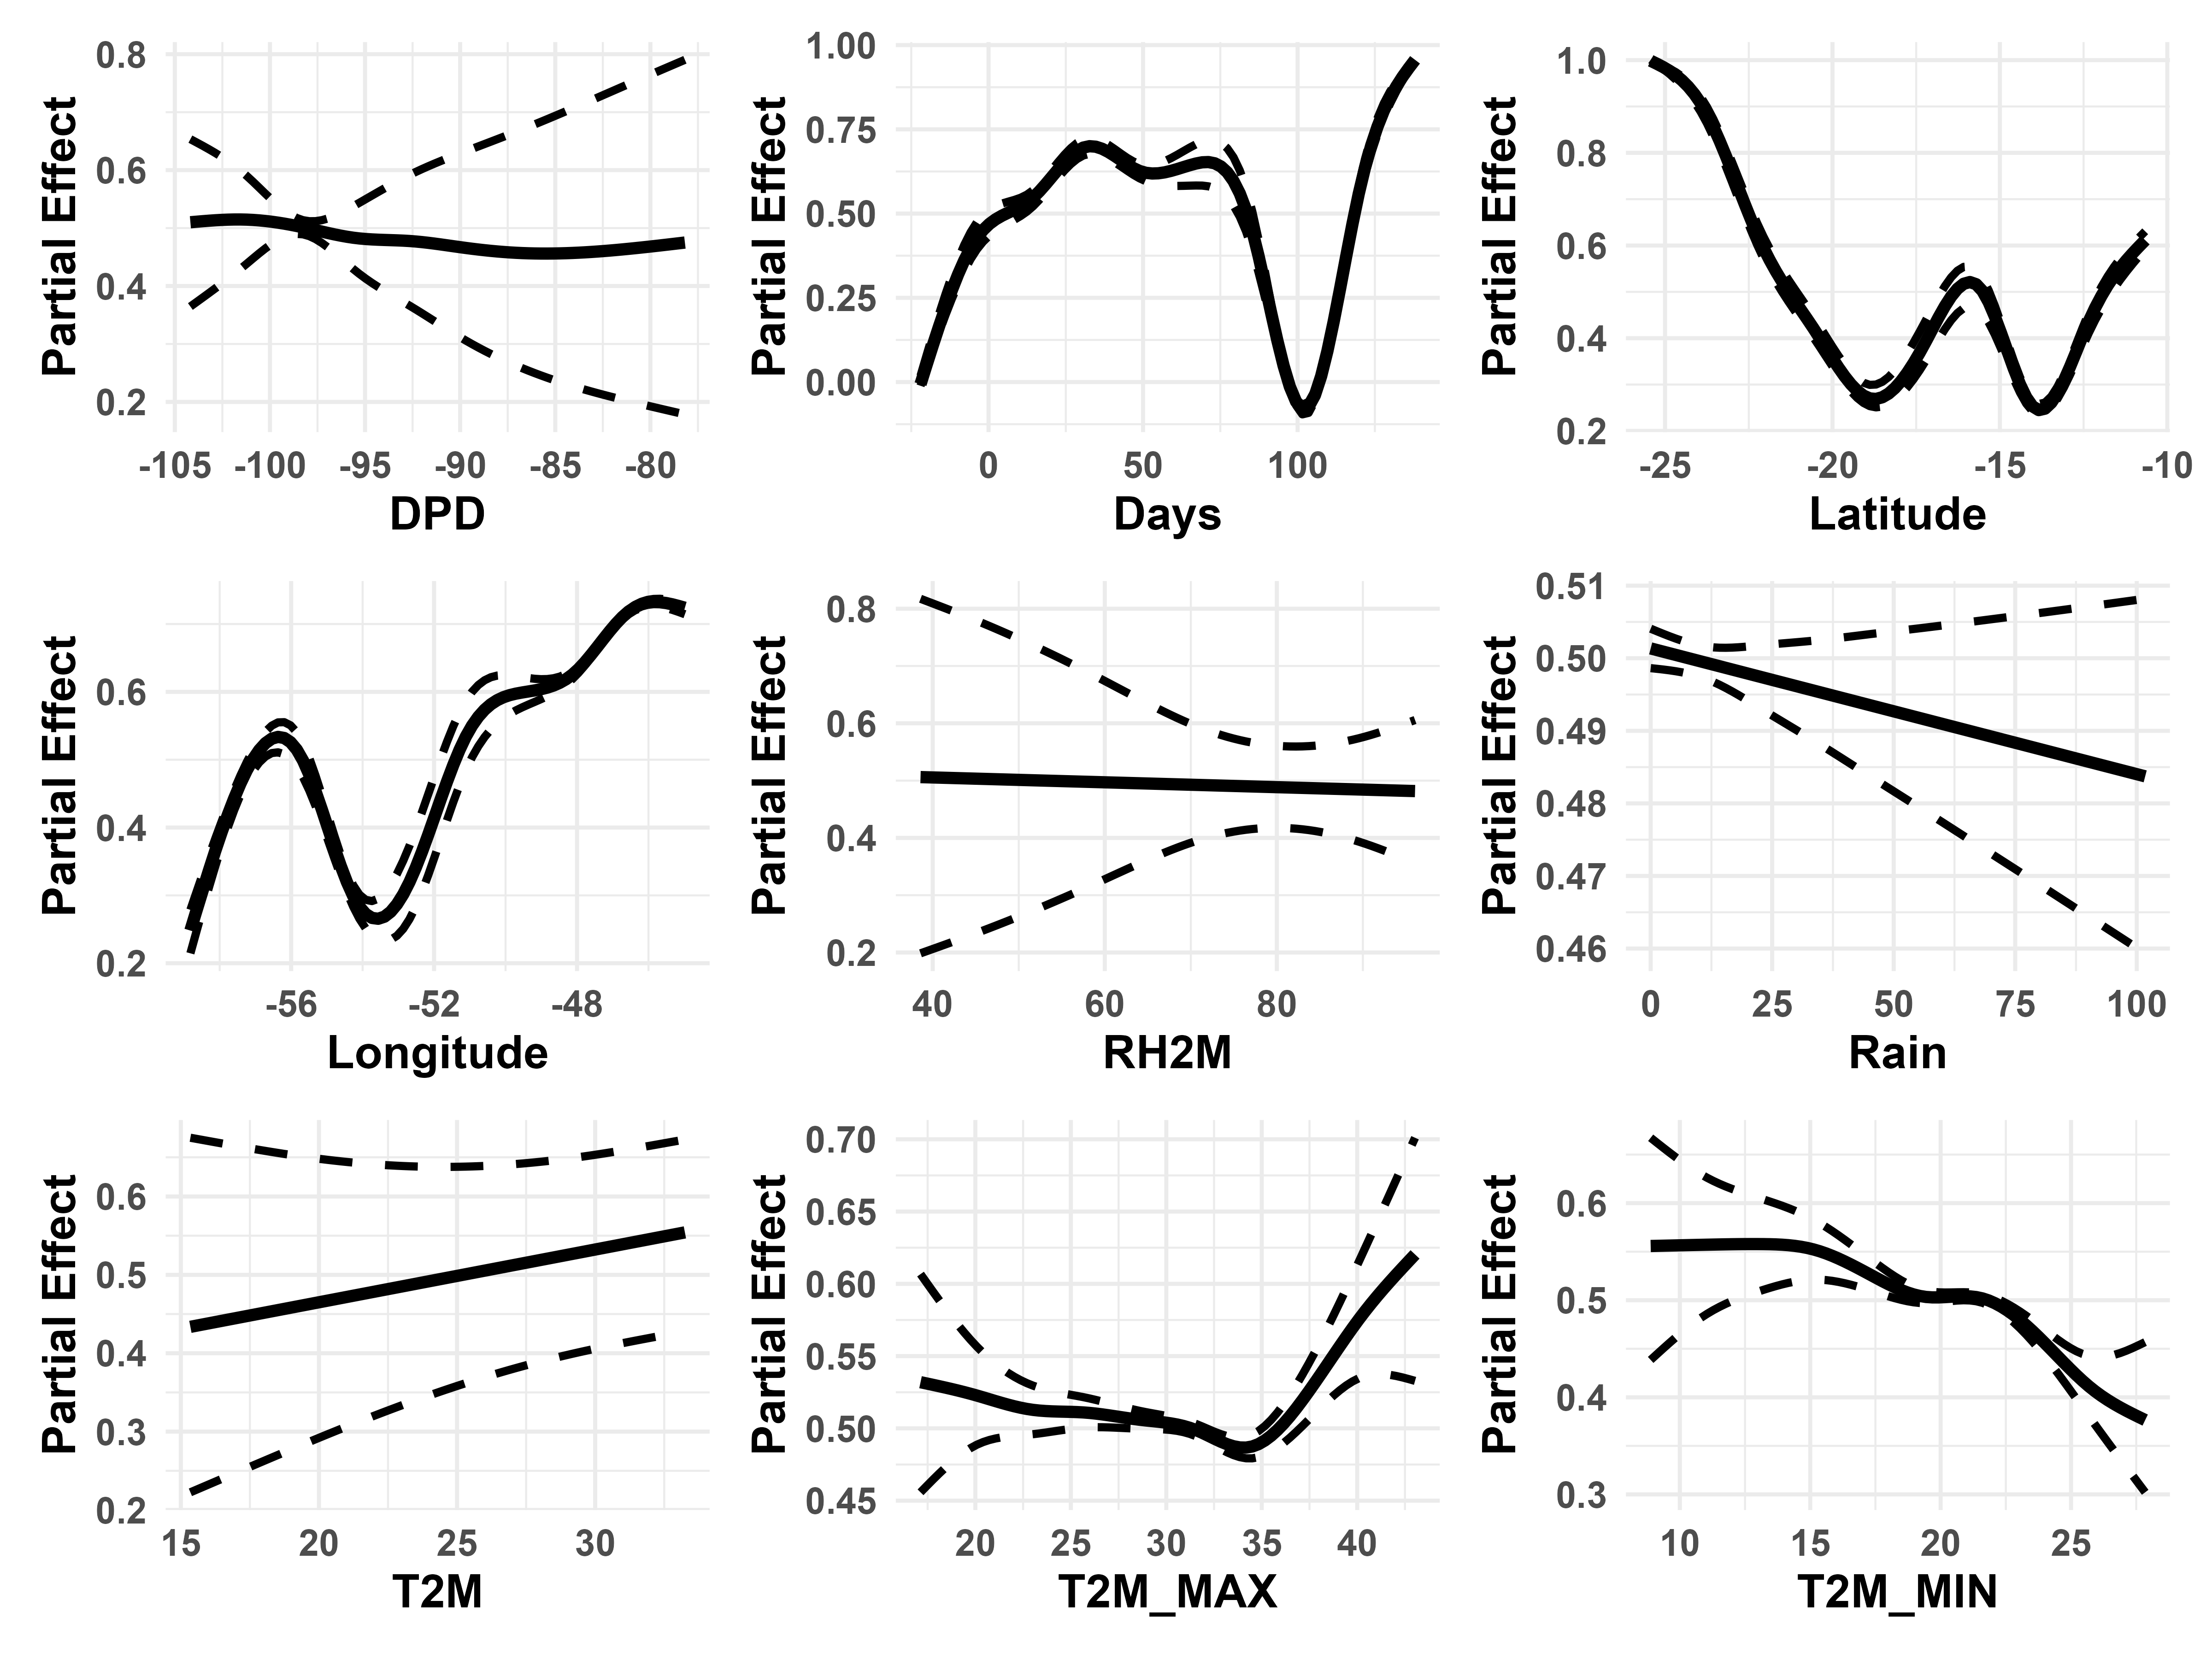 Partial Effect
0.8
0.6
0.4
0.2
-105 -100 -95 -90 -85 -80
DPD
Partial Effect
1.00
0.75
0.50
0.25
0.00
0 50 100
Days
Partial Effect
1.0
0.8
0.6
0.4
0.2
-25 -20 -15 -10
Latitude
Partial Effect
0.6
0.4
0.2
-56 -52 -48
Longitude
Partial Effect
0.8
0.6
0.4
0.2
40 60 80
RH2M
Partial Effect
0.51
0.50
0.49
0.48
0.47
0.46
0 25 50 75 100
Rain
Partial Effect
0.6
0.5
0.4
0.3
0.2
15 20 25 30
T2M
Partial Effect
0.70
0.65
0.60
0.55
0.50
0.45
20 25 30 35 40
T2M_MAX
Partial Effect
0.6
0.5
0.4
0.3
10 15 20 25
T2M_MIN